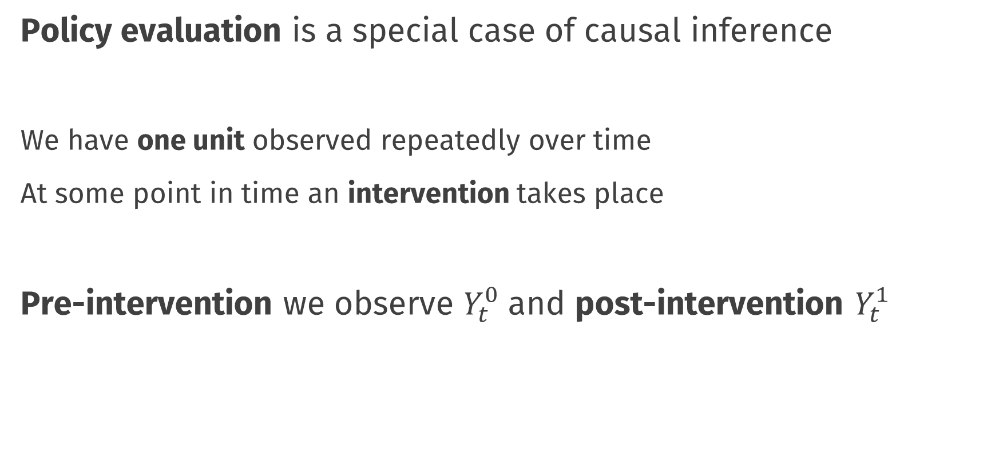 Policy evaluation is a special case of causal inference
We have one unit observed repeatedly over time
At some point in time an intervention takes place
Pre-intervention we observe $Y_t^0$ and post-intervention $Y_t^1$